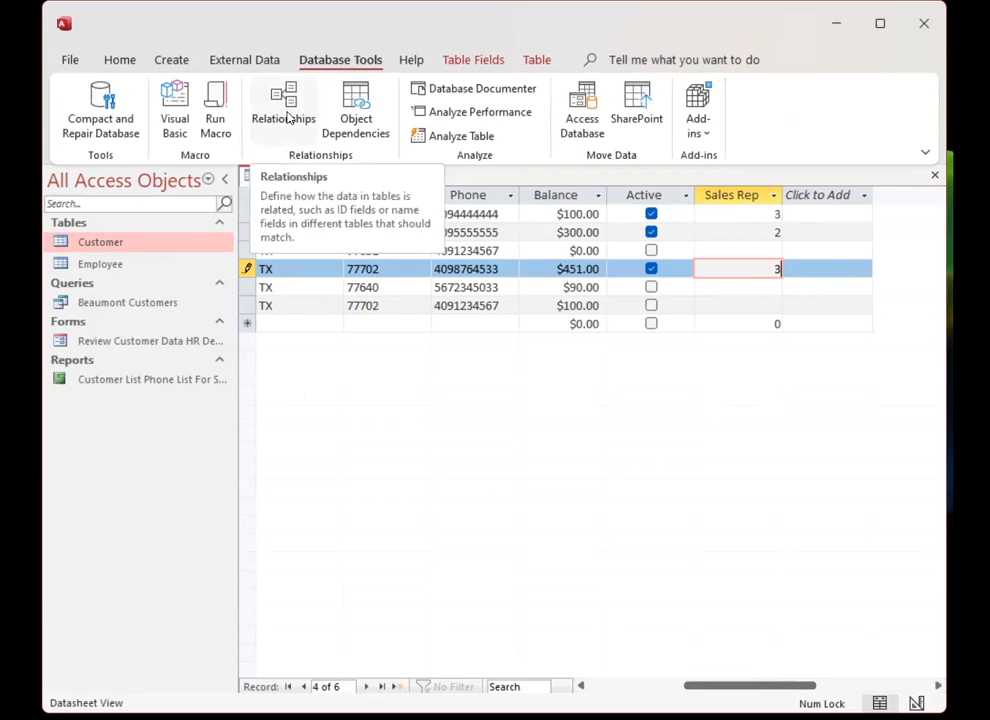 File Home Create External Data Database Tools Help Table Fields Table Tell me what you want to do
Compact and
Repair Database
Visual
Basic
Run
Macro
Relationships
Object
Dependencies
Database Documenter
Analyze Performance
Analyze Table
Access
Database
SharePoint
Add-
ins
Tools Macro Relationships Analyze Move Data Add-ins
All Access Objects
Search...
Tables
Customer
Employee
Queries
Beaumont Customers
Forms
Review Customer Data HR De...
Reports
Customer List Phone List For S...
Relationships
Define how the data in tables is
related, such as ID fields or name
fields in different tables that should
match.
Phone Balance Active Sales Rep Click to Add
094444444 $100.00 3
095555555 $300.00 2
4091234567 $0.00
TX 77702 4098764533 $451.00 3
TX 77640 5672345033 $90.00
TX 77702 4091234567 $100.00
$0.00 0
Record: 4 of 6 No Filter Search
Datasheet View Num Lock